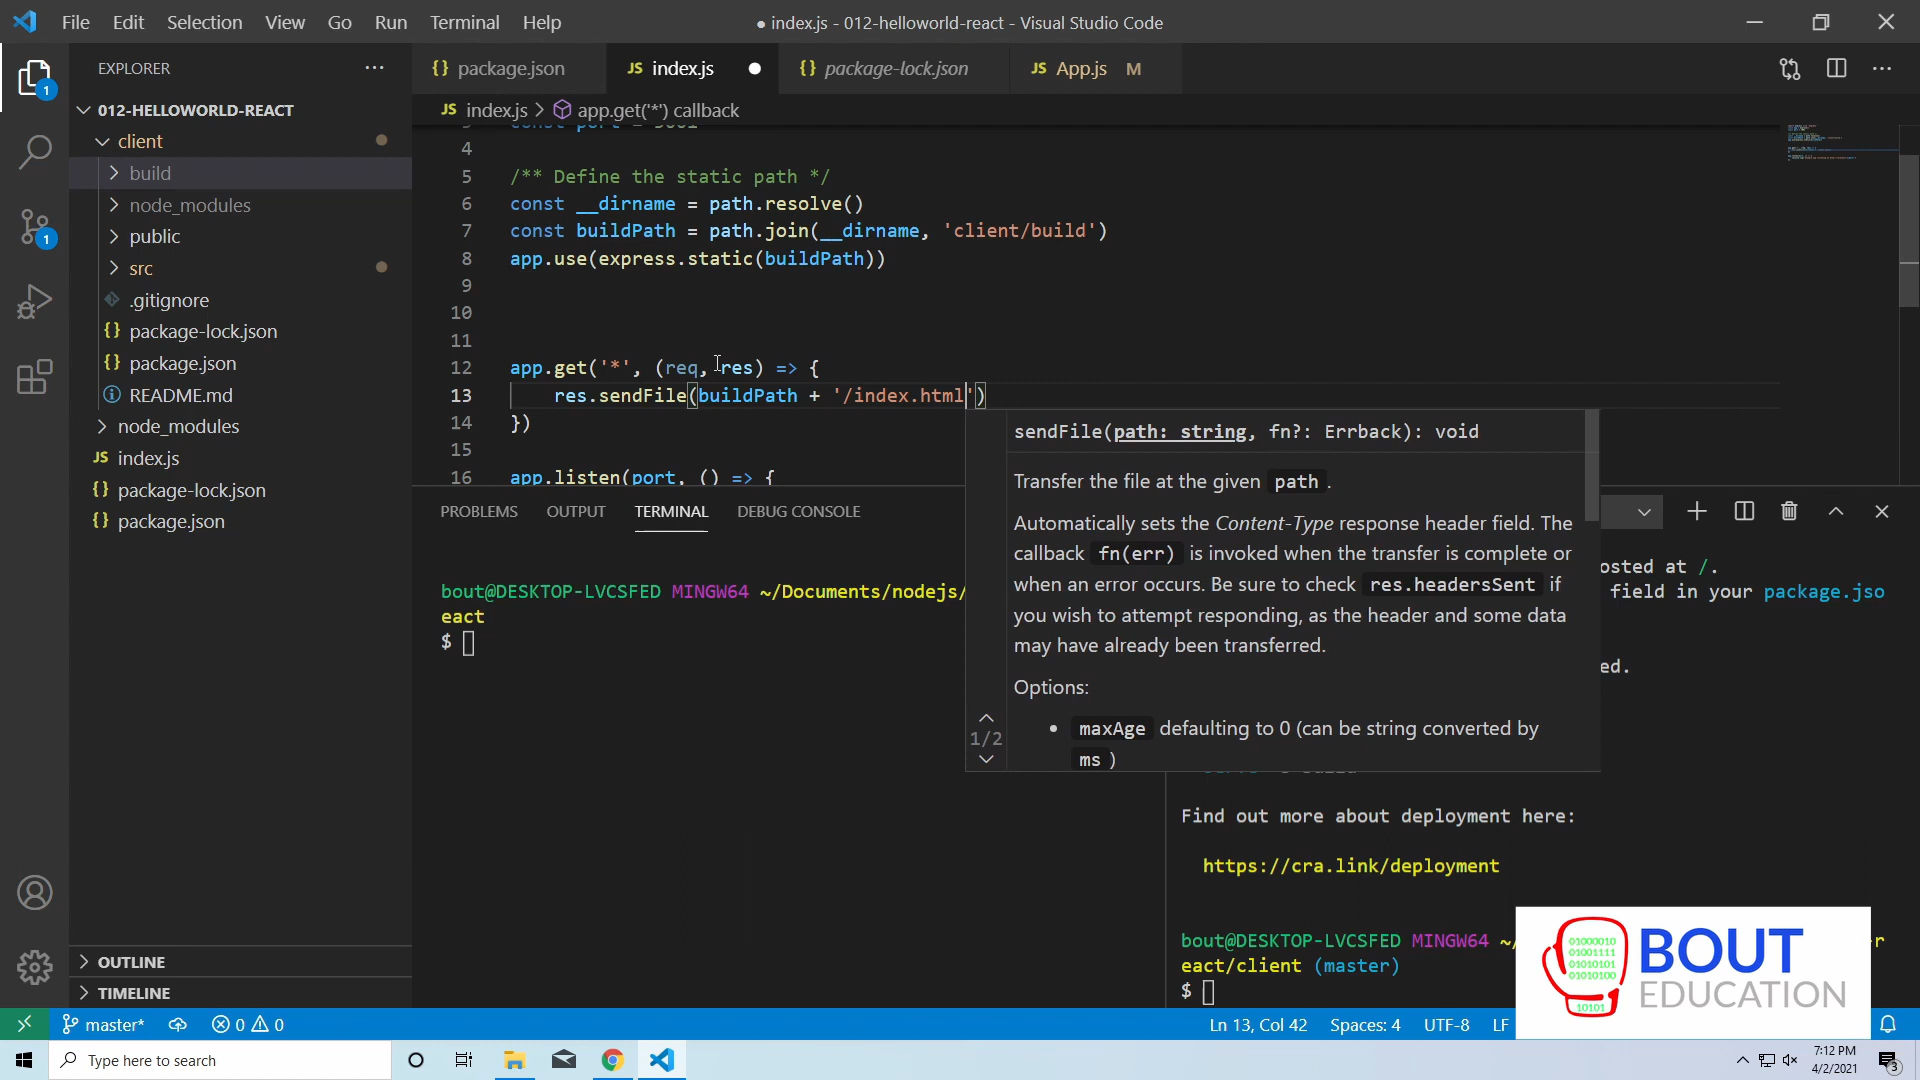 File Edit Selection View Go Run Terminal Help
● index.js - 012-helloworld-react - Visual Studio Code
EXPLORER
{} package.json
JS index.js
{} package-lock.json
JS App.js M
1
012-HELLOWORLD-REACT
JS index.js > app.get('*') callback
client
build
node_modules
public
src
.gitignore
{} package-lock.json
{} package.json
README.md
node_modules
JS index.js
{} package-lock.json
{} package.json
1
4
5 /** Define the static path */
6 const __dirname = path.resolve()
7 const buildPath = path.join(__dirname, 'client/build')
8 app.use(express.static(buildPath))
9
10
11
12 app.get('*', (req, res) => {
13 res.sendFile(buildPath + '/index.html')
14 })
15
16 app.listen(port, () => {
sendFile(path: string, fn?: Errback): void
Transfer the file at the given path.
Automatically sets the Content-Type response header field. The
callback fn(err) is invoked when the transfer is complete or
when an error occurs. Be sure to check res.headersSent if
you wish to attempt responding, as the header and some data
may have already been transferred.
Options:
• maxAge defaulting to 0 (can be string converted by
ms )
1/2
PROBLEMS OUTPUT TERMINAL DEBUG CONSOLE
bout@DESKTOP-LVCSFED MINGW64 ~/Documents/nodejs/
eact
$
osted at /.
field in your package.jso
ed.
Find out more about deployment here:
https://cra.link/deployment
bout@DESKTOP-LVCSFED MINGW64 ~/
eact/client (master)
$
01000010
01001111
01010101
01010100
10101
BOUT
EDUCATION
OUTLINE
TIMELINE
master* 0 0
Ln 13, Col 42 Spaces: 4 UTF-8 LF
Type here to search
7:12 PM
4/2/2021
3